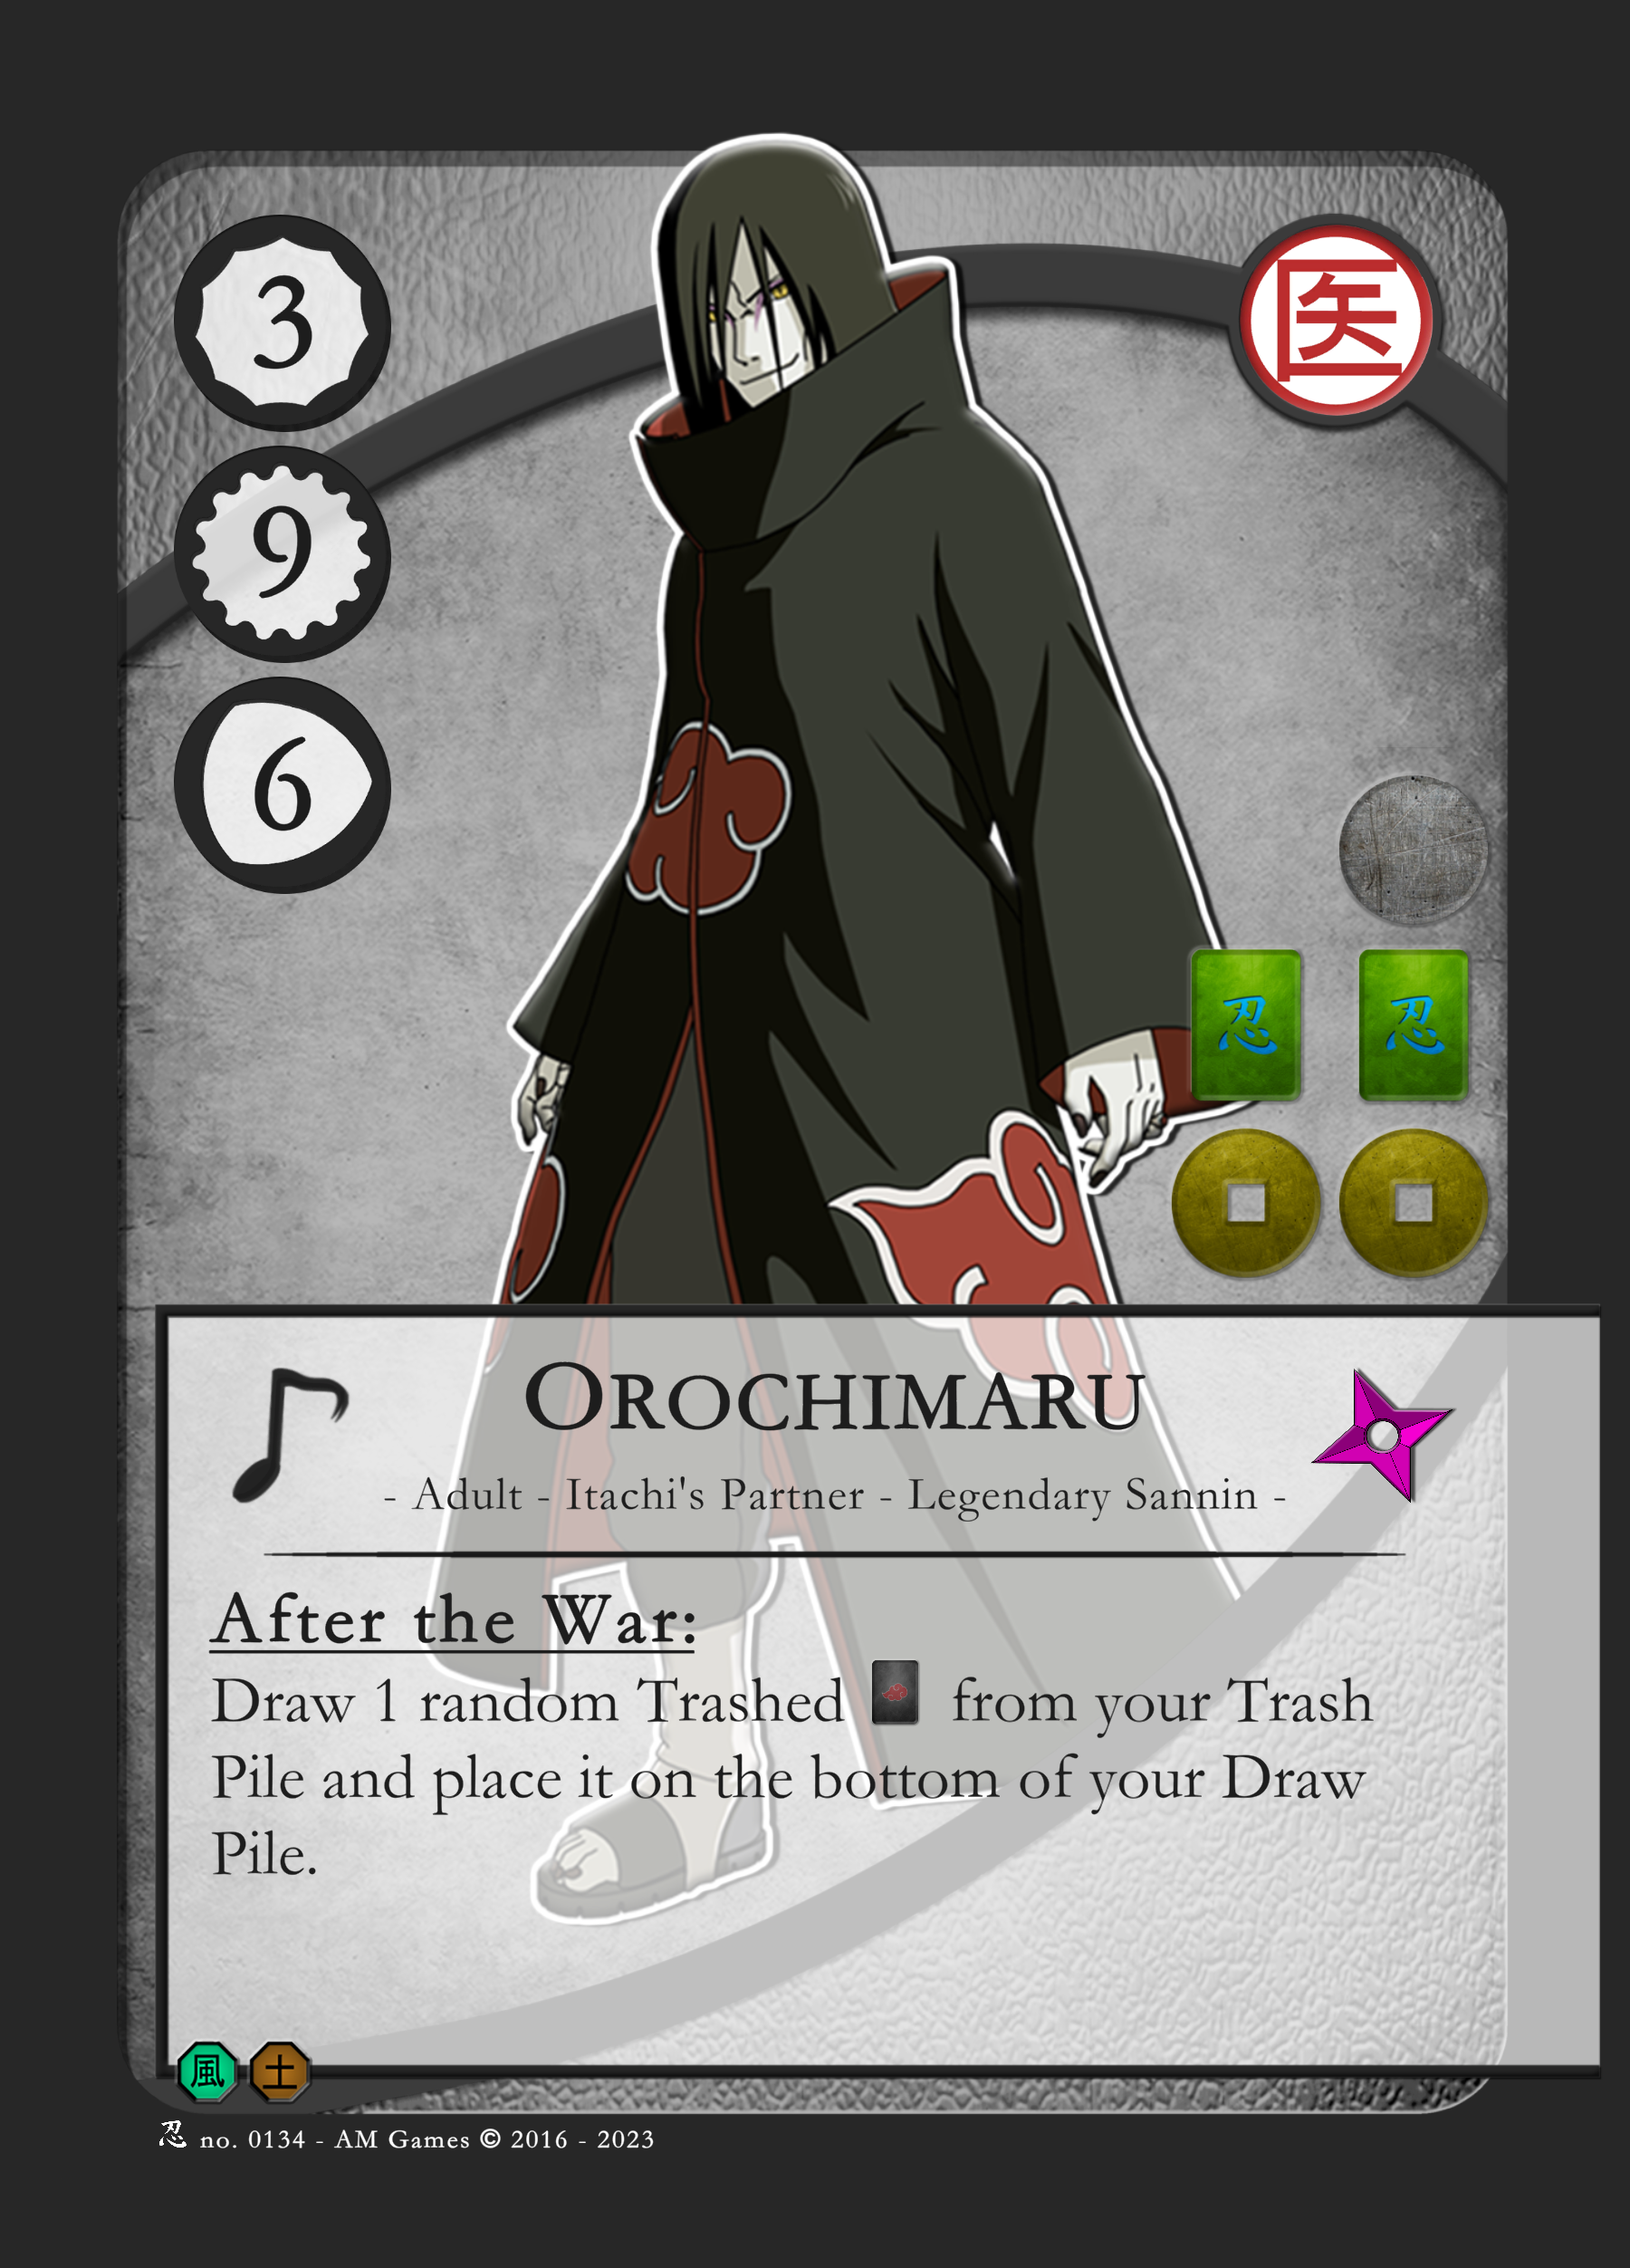 3
医
9
6
忍 忍
Orochimaru
- Adult - Itachi's Partner - Legendary Sannin -
After the War:
Draw 1 random Trashed from your Trash
Pile and place it on the bottom of your Draw
Pile.
風 土
忍 no. 0134 - AM Games © 2016 - 2023